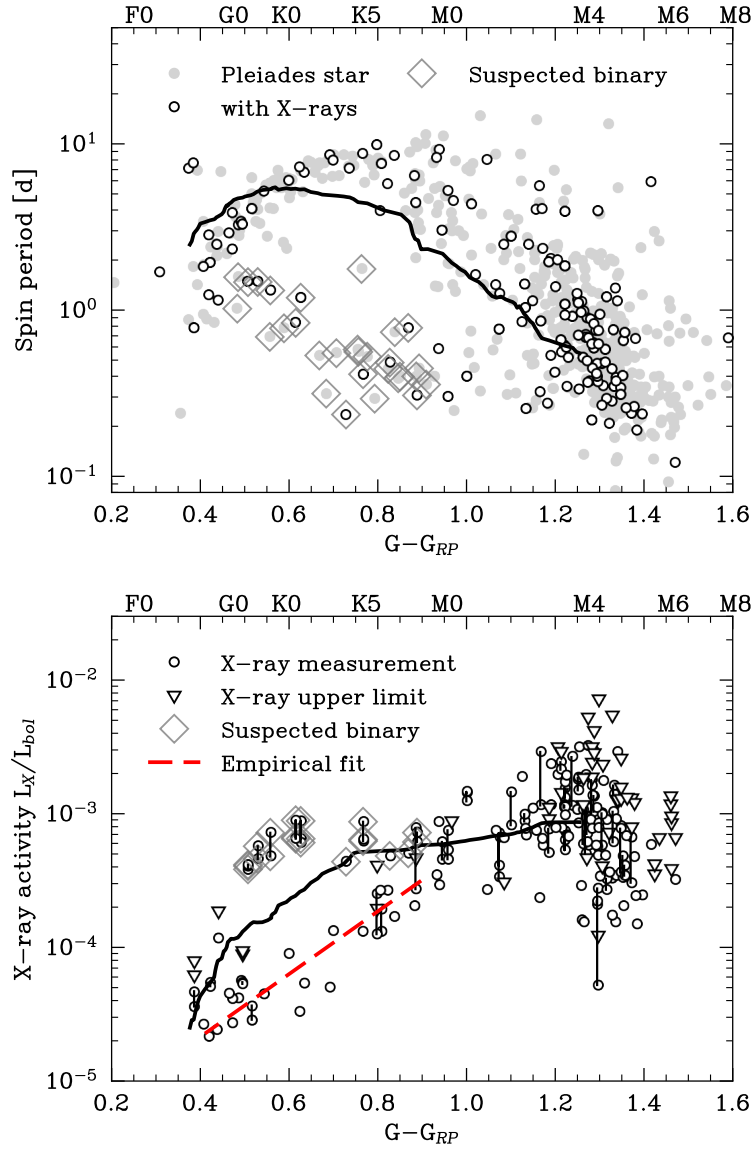 F0 G0 K0 K5 M0 M4 M6 M8
Pleiades star
Suspected binary
with X-rays
Spin period [d]
10¹
10⁰
10⁻¹
0.2 0.4 0.6 0.8 1.0 1.2 1.4 1.6
G−G_RP
F0 G0 K0 K5 M0 M4 M6 M8
X-ray measurement
X-ray upper limit
Suspected binary
Empirical fit
X-ray activity L_X/L_bol
10⁻²
10⁻³
10⁻⁴
10⁻⁵
0.2 0.4 0.6 0.8 1.0 1.2 1.4 1.6
G−G_RP